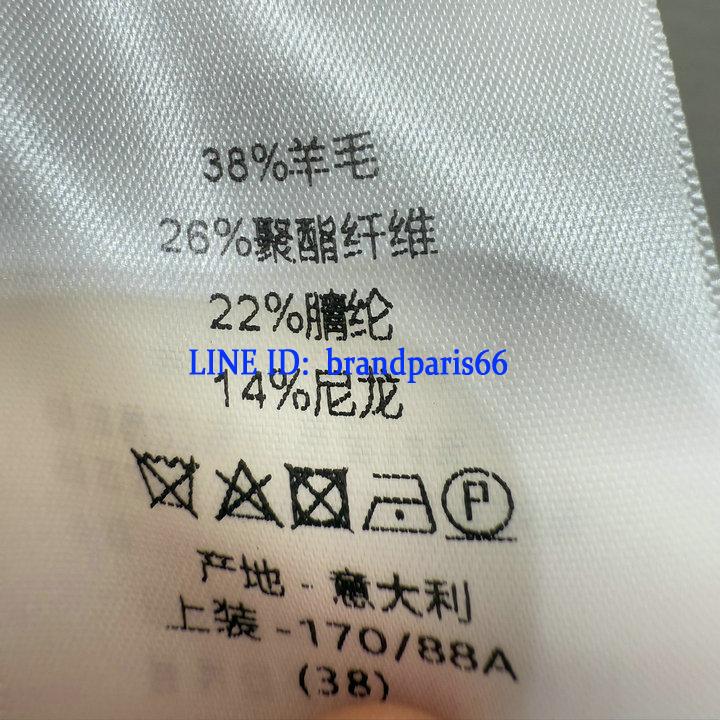 38%羊毛
26%聚酯纤维
22%腈纶
LINE ID: brandparis66
14%尼龙
P
产地 - 意大利
上装 -170/88A
(38)